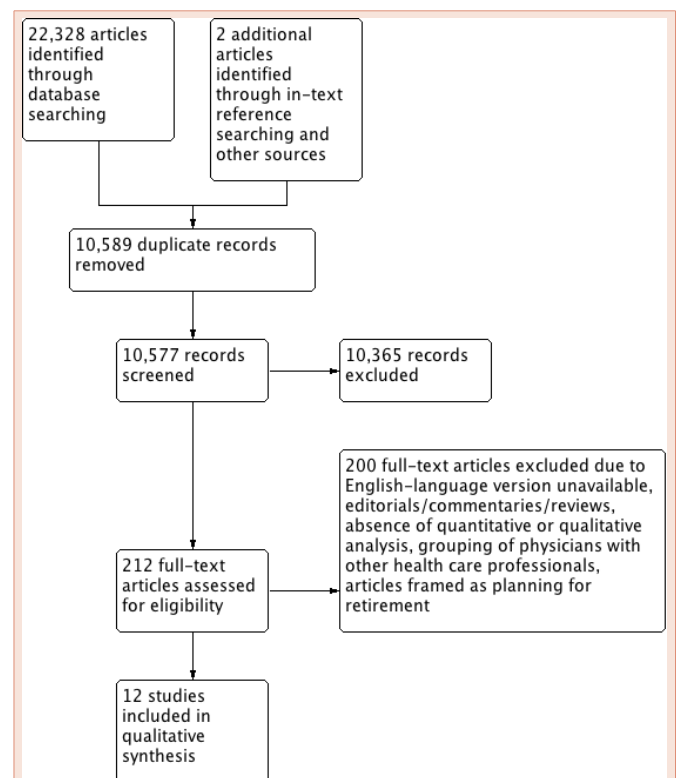 22,328 articles
identified
through
database
searching
2 additional
articles
identified
through in-text
reference
searching and
other sources
10,589 duplicate records
removed
10,577 records
screened
10,365 records
excluded
200 full-text articles excluded due to
English-language version unavailable,
editorials/commentaries/reviews,
absence of quantitative or qualitative
analysis, grouping of physicians with
other health care professionals,
articles framed as planning for
retirement
212 full-text
articles assessed
for eligibility
12 studies
included in
qualitative
synthesis